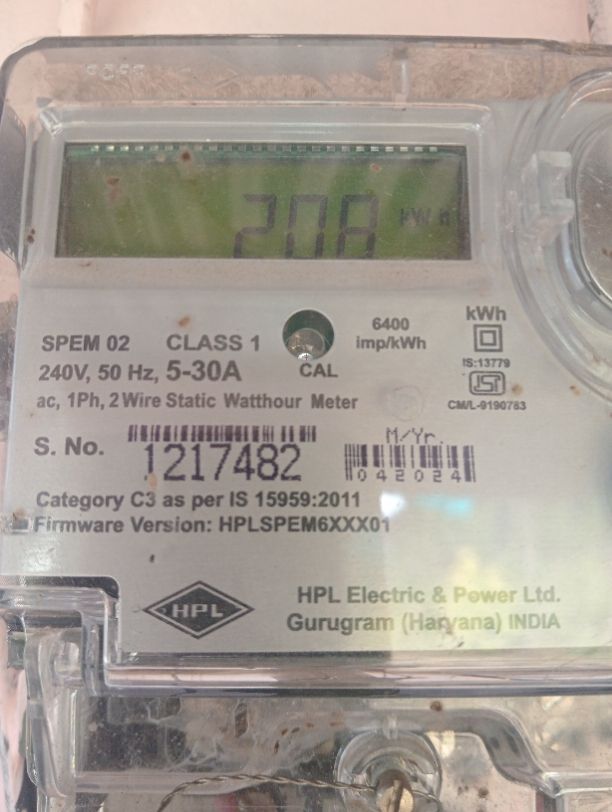 208 kWh
SPEM 02 CLASS 1
240V, 50 Hz, 5-30A
ac, 1Ph, 2 Wire Static Watthour Meter
CAL
6400
imp/kWh
kWh
IS:13779
ISI
CM/L-9190783
S. No. 1217482
M/Yr.
042024
Category C3 as per IS 15959:2011
Firmware Version: HPLSPEM6XXX01
HPL
HPL Electric & Power Ltd.
Gurugram (Haryana) INDIA